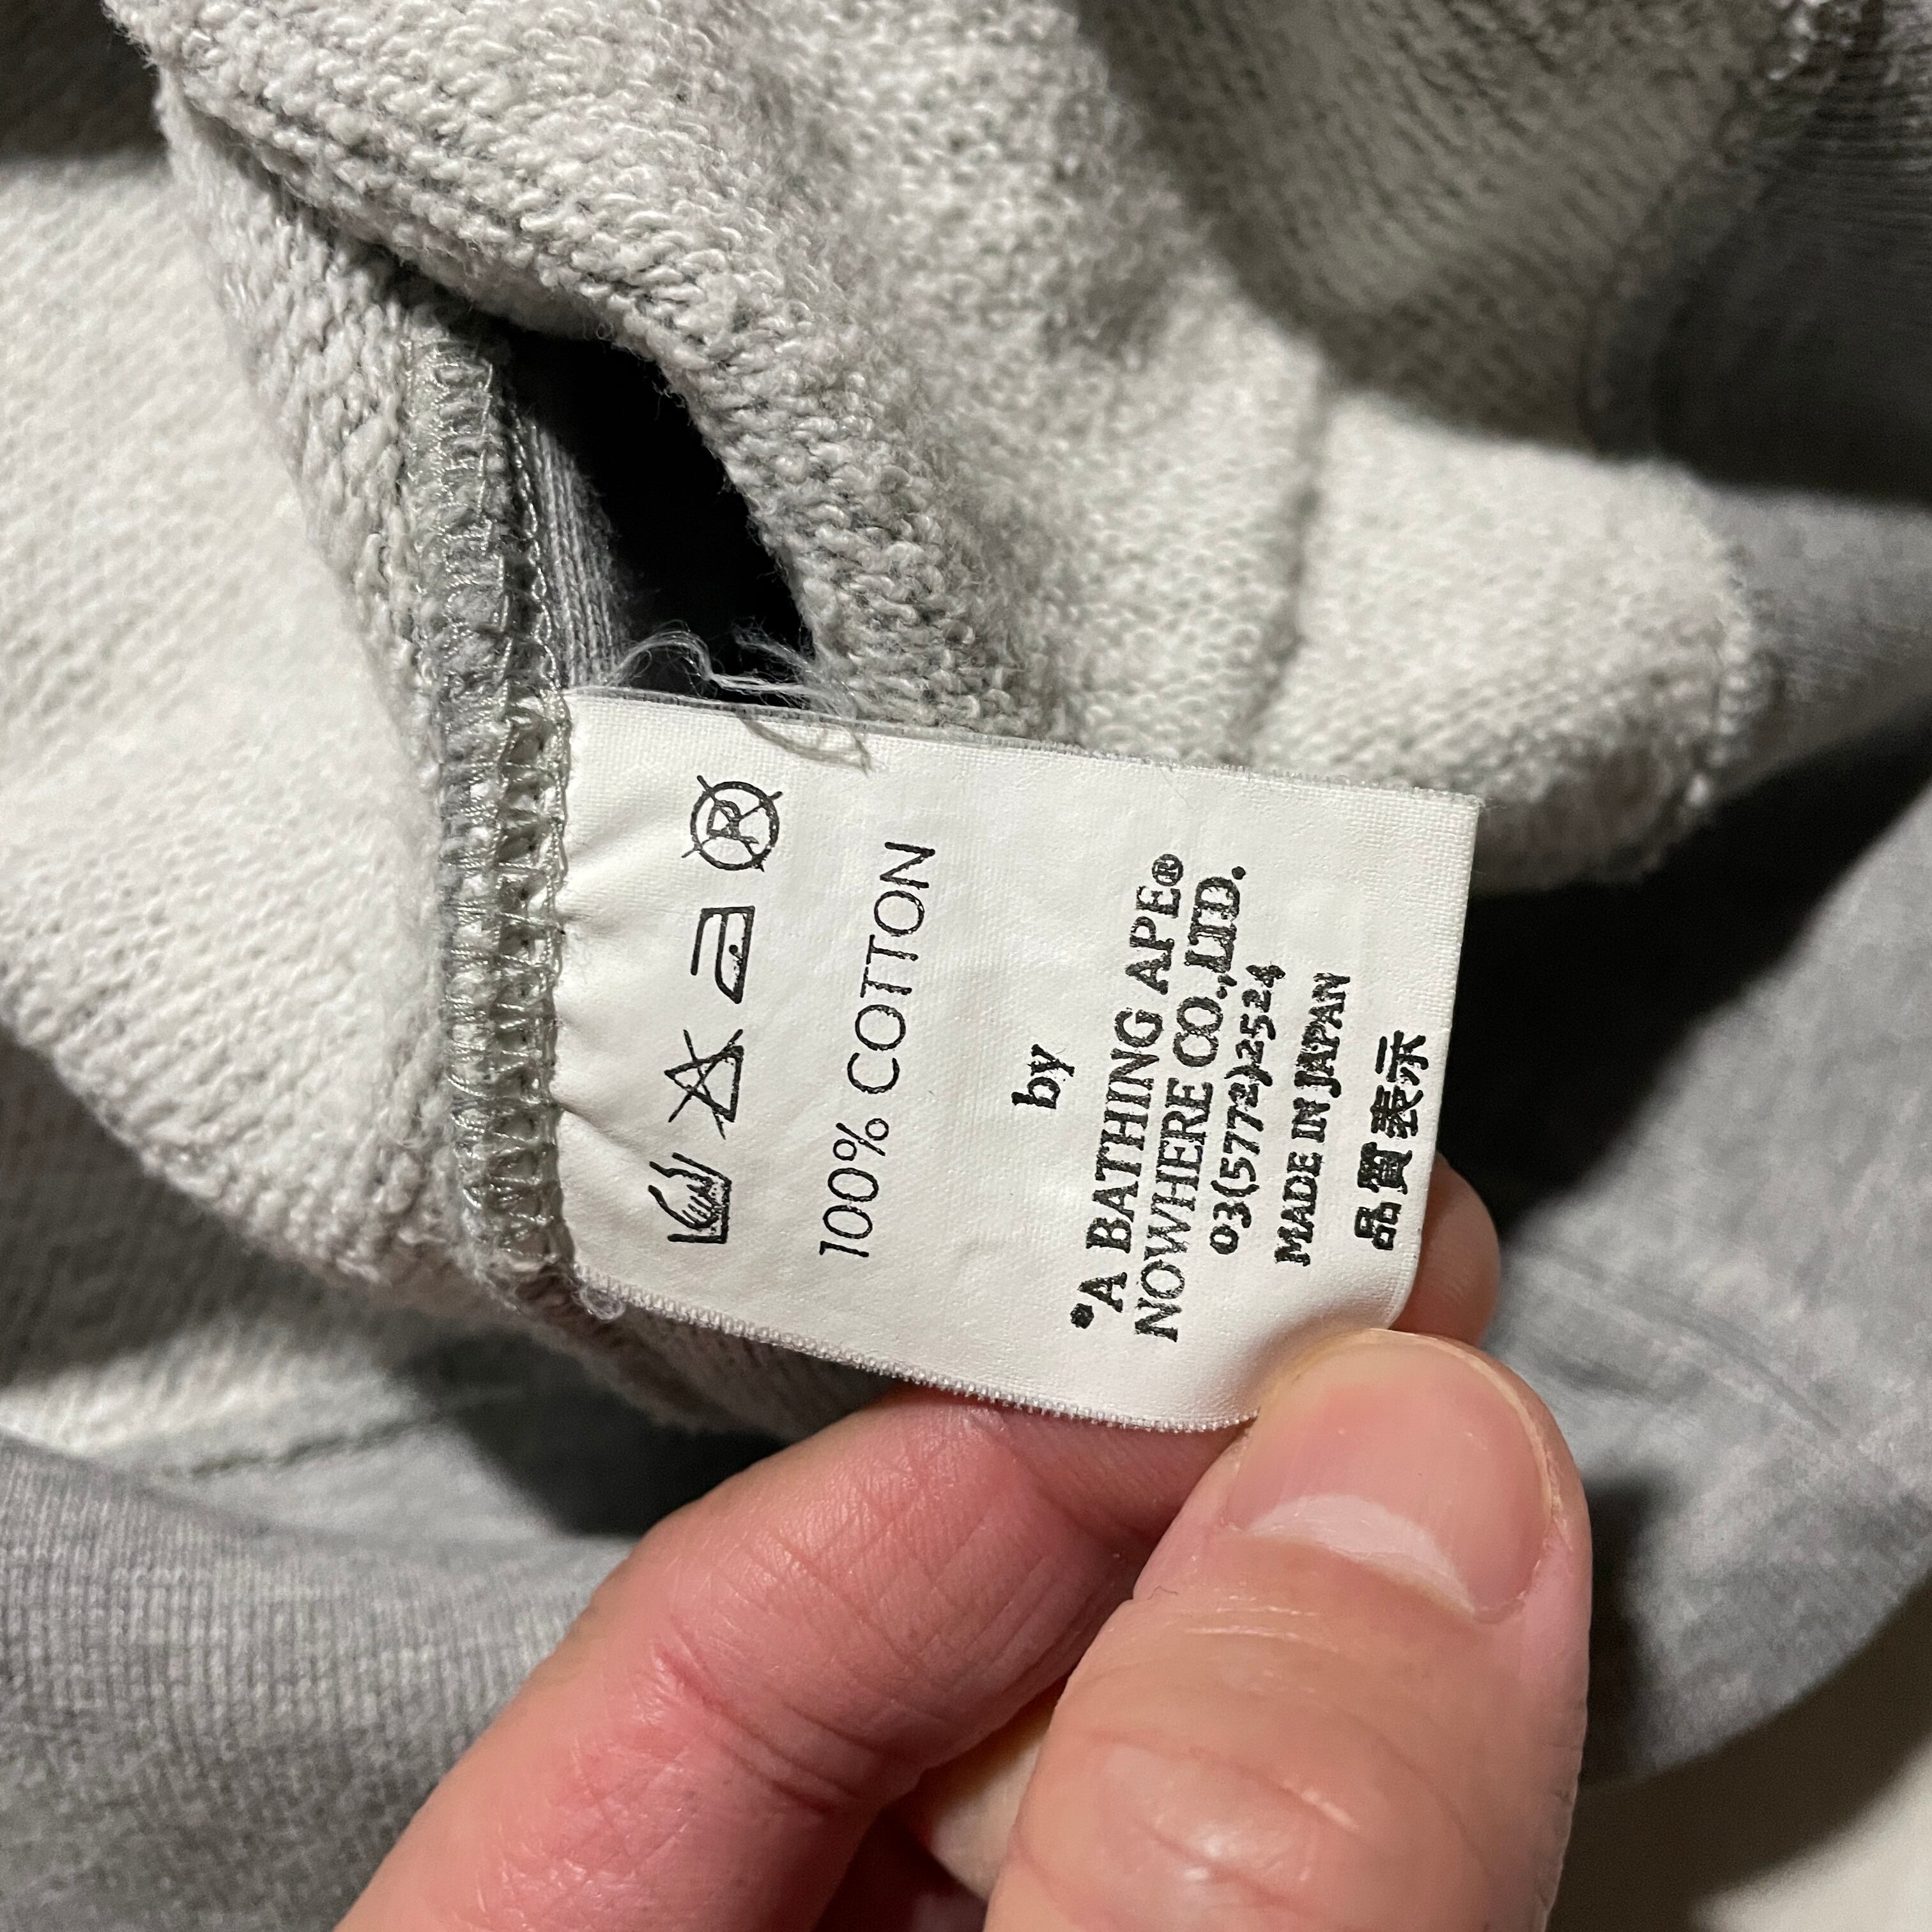 100% COTTON
by
*A BATHING APE®
NOWHERE CO.,LTD.
03(5772)2524
MADE IN JAPAN
品質表示